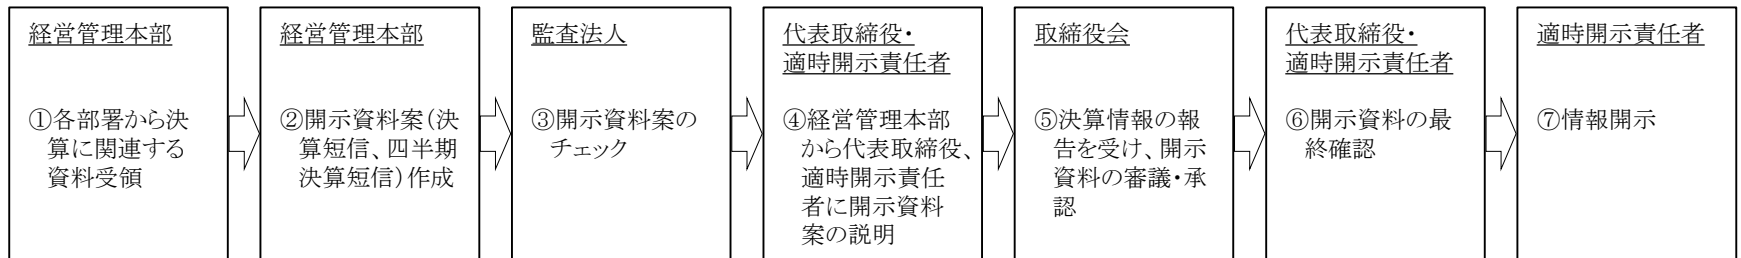 経営管理本部
①各部署から決
算に関連する
資料受領
経営管理本部
②開示資料案（決
算短信、四半期
決算短信）作成
監査法人
③開示資料案の
チェック
代表取締役・
適時開示責任者
④経営管理本部
から代表取締役、
適時開示責任
者に開示資料
案の説明
取締役会
⑤決算情報の報
告を受け、開示
資料の審議・承
認
代表取締役・
適時開示責任者
⑥開示資料の最
終確認
適時開示責任者
⑦情報開示